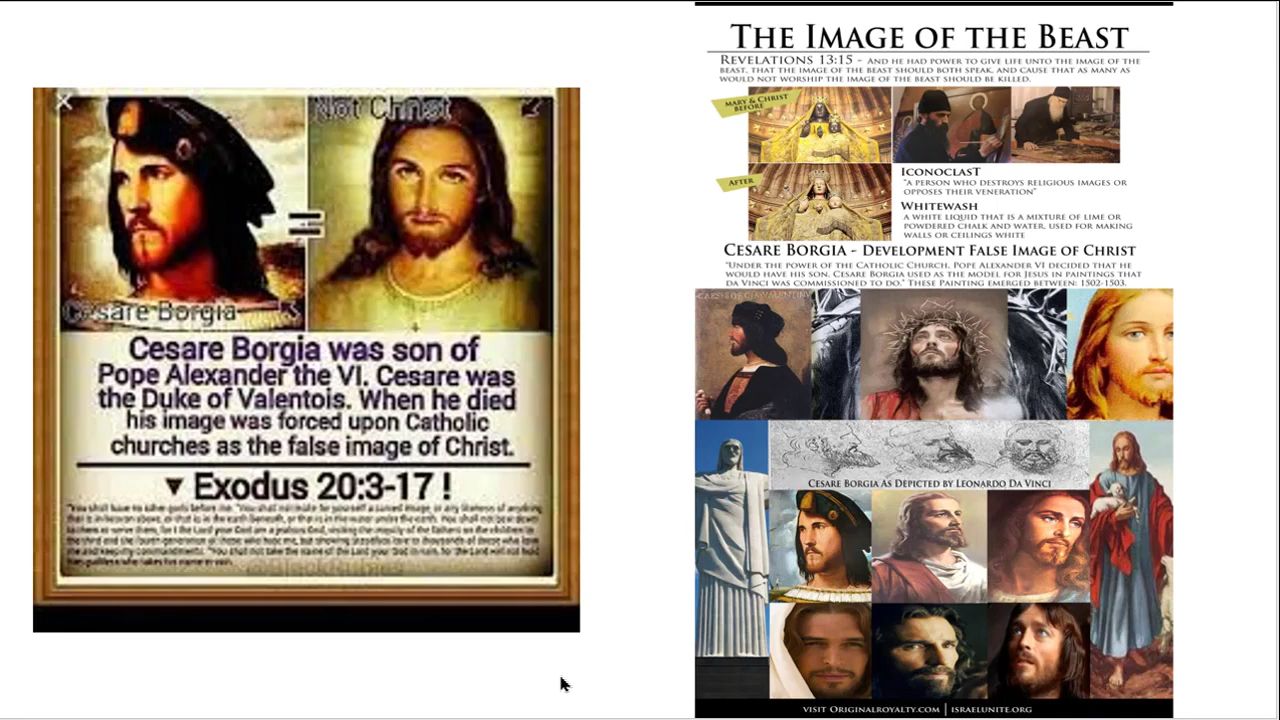 Not Christ
=
Cesare Borgia
Cesare Borgia was son of
Pope Alexander the VI. Cesare was
the Duke of Valentois. When he died
his image was forced upon Catholic
churches as the false image of Christ.
▼ Exodus 20:3-17 !
THE IMAGE OF THE BEAST
REVELATIONS 13:15 - AND HE HAD POWER TO GIVE LIFE UNTO THE IMAGE OF THE
BEAST, THAT THE IMAGE OF THE BEAST SHOULD BOTH SPEAK, AND CAUSE THAT AS MANY AS
WOULD NOT WORSHIP THE IMAGE OF THE BEAST SHOULD BE KILLED.
MARY & CHRIST
BEFORE
AFTER
ICONOCLAST
"A PERSON WHO DESTROYS RELIGIOUS IMAGES OR
OPPOSES THEIR VENERATION"
WHITEWASH
A WHITE LIQUID THAT IS A MIXTURE OF LIME OR
POWDERED CHALK AND WATER, USED FOR MAKING
WALLS OR CEILINGS WHITE
CESARE BORGIA - DEVELOPMENT FALSE IMAGE OF CHRIST
"UNDER THE POWER OF THE CATHOLIC CHURCH, POPE ALEXANDER VI DECIDED THAT HE
WOULD HAVE HIS SON, CESARE BORGIA USED AS THE MODEL FOR JESUS IN PAINTINGS THAT
DA VINCI WAS COMMISSIONED TO DO." THESE PAINTING EMERGED BETWEEN: 1502-1503.
CESARE BORGIA AS DEPICTED BY LEONARDO DA VINCI
VISIT ORIGINALROYALTY.COM | ISRAELUNITE.ORG